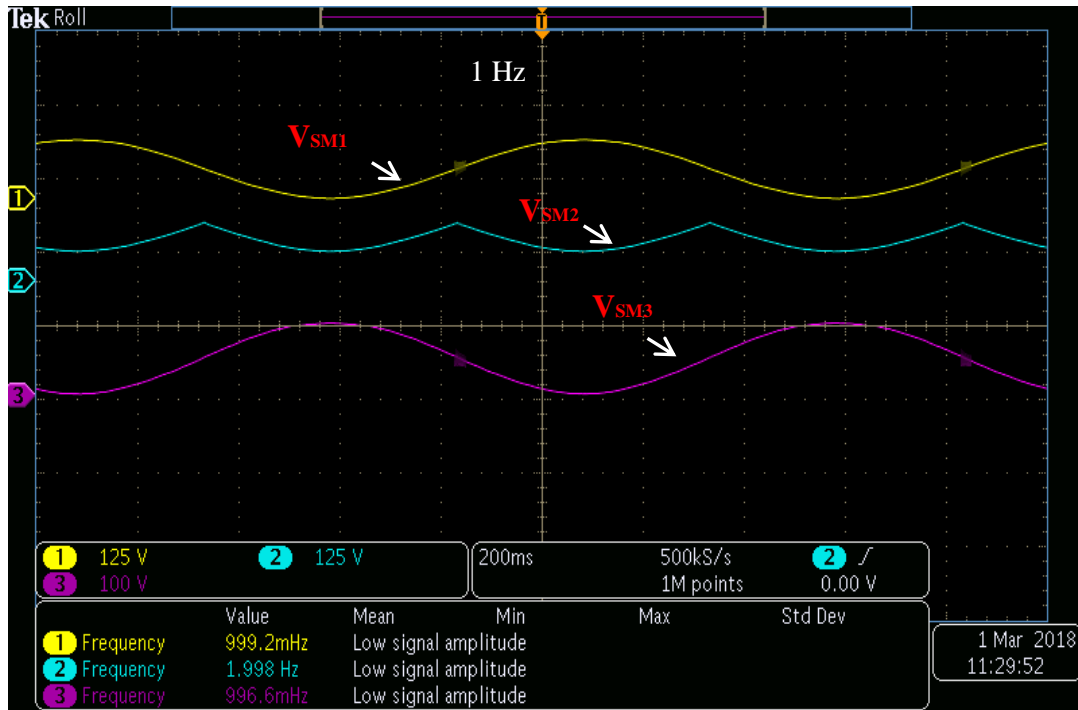 Tek Roll
T
1 Hz
VSM1
1
VSM2
2
VSM3
3
1 125 V 2 125 V
3 100 V
200ms 500kS/s 2
1M points 0.00 V
Value Mean Min Max Std Dev
1 Frequency 999.2mHz Low signal amplitude
2 Frequency 1.998 Hz Low signal amplitude
3 Frequency 996.6mHz Low signal amplitude
1 Mar 2018
11:29:52